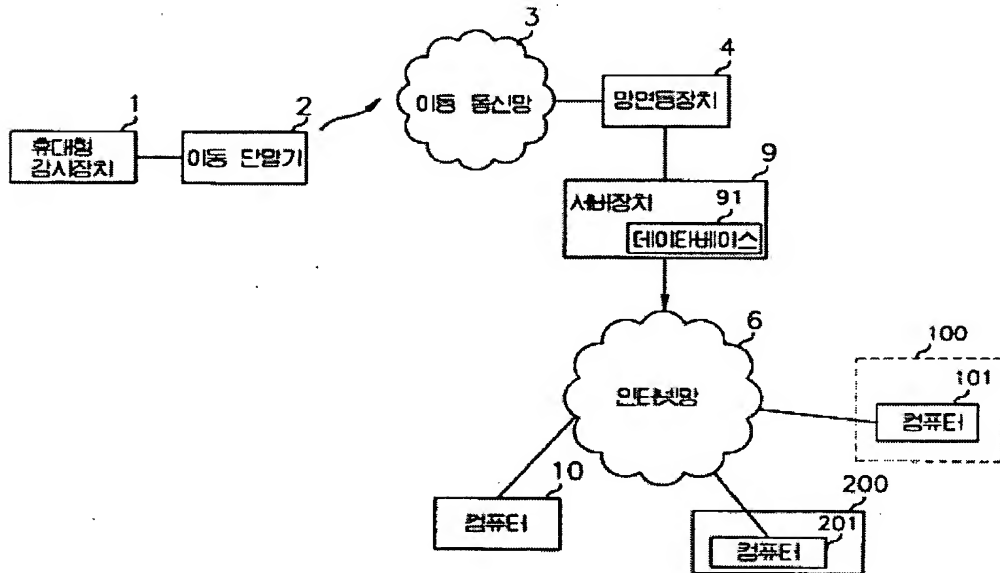 3
4
이동 통신망
망연동장치
1
2
휴대형
감시장치
이동 단말기
9
서버장치
91
데이타베이스
6
100
101
인터넷망
컴퓨터
10
200
컴퓨터
201
컴퓨터